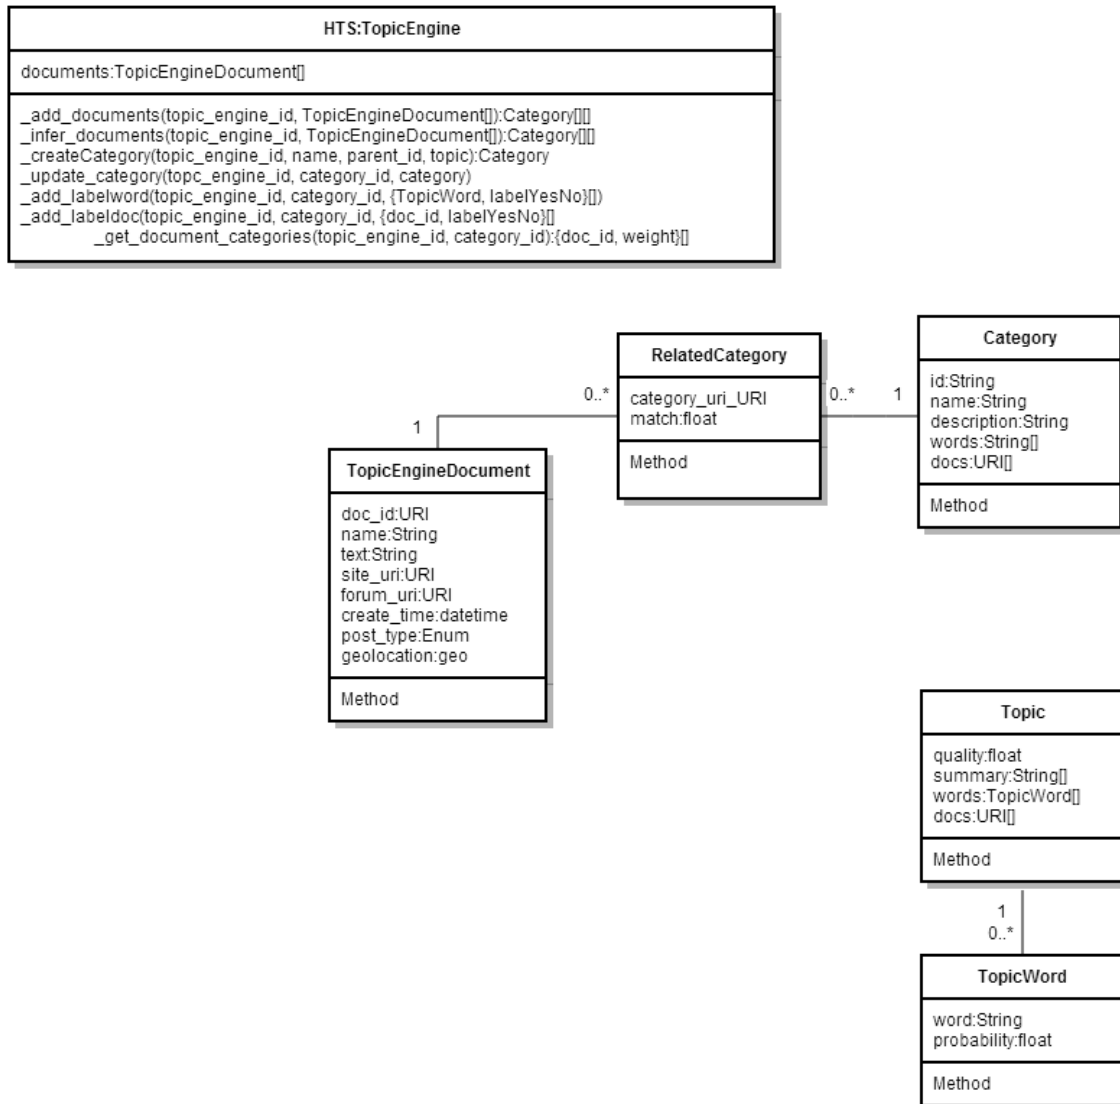 HTS:TopicEngine
documents:TopicEngineDocument[]
_add_documents(topic_engine_id, TopicEngineDocument[]):Category[][]
_infer_documents(topic_engine_id, TopicEngineDocument[]):Category[][]
_createCategory(topic_engine_id, name, parent_id, topic):Category
_update_category(topc_engine_id, category_id, category)
_add_labelword(topic_engine_id, category_id, {TopicWord, labelYesNo}[])
_add_labeldoc(topic_engine_id, category_id, {doc_id, labelYesNo}[]
_get_document_categories(topic_engine_id, category_id):{doc_id, weight}[]
RelatedCategory
category_uri_URI
match:float
Method
0..*
0..*
1
Category
id:String
name:String
description:String
words:String[]
docs:URI[]
Method
1
TopicEngineDocument
doc_id:URI
name:String
text:String
site_uri:URI
forum_uri:URI
create_time:datetime
post_type:Enum
geolocation:geo
Method
Topic
quality:float
summary:String[]
words:TopicWord[]
docs:URI[]
Method
1
0..*
TopicWord
word:String
probability:float
Method